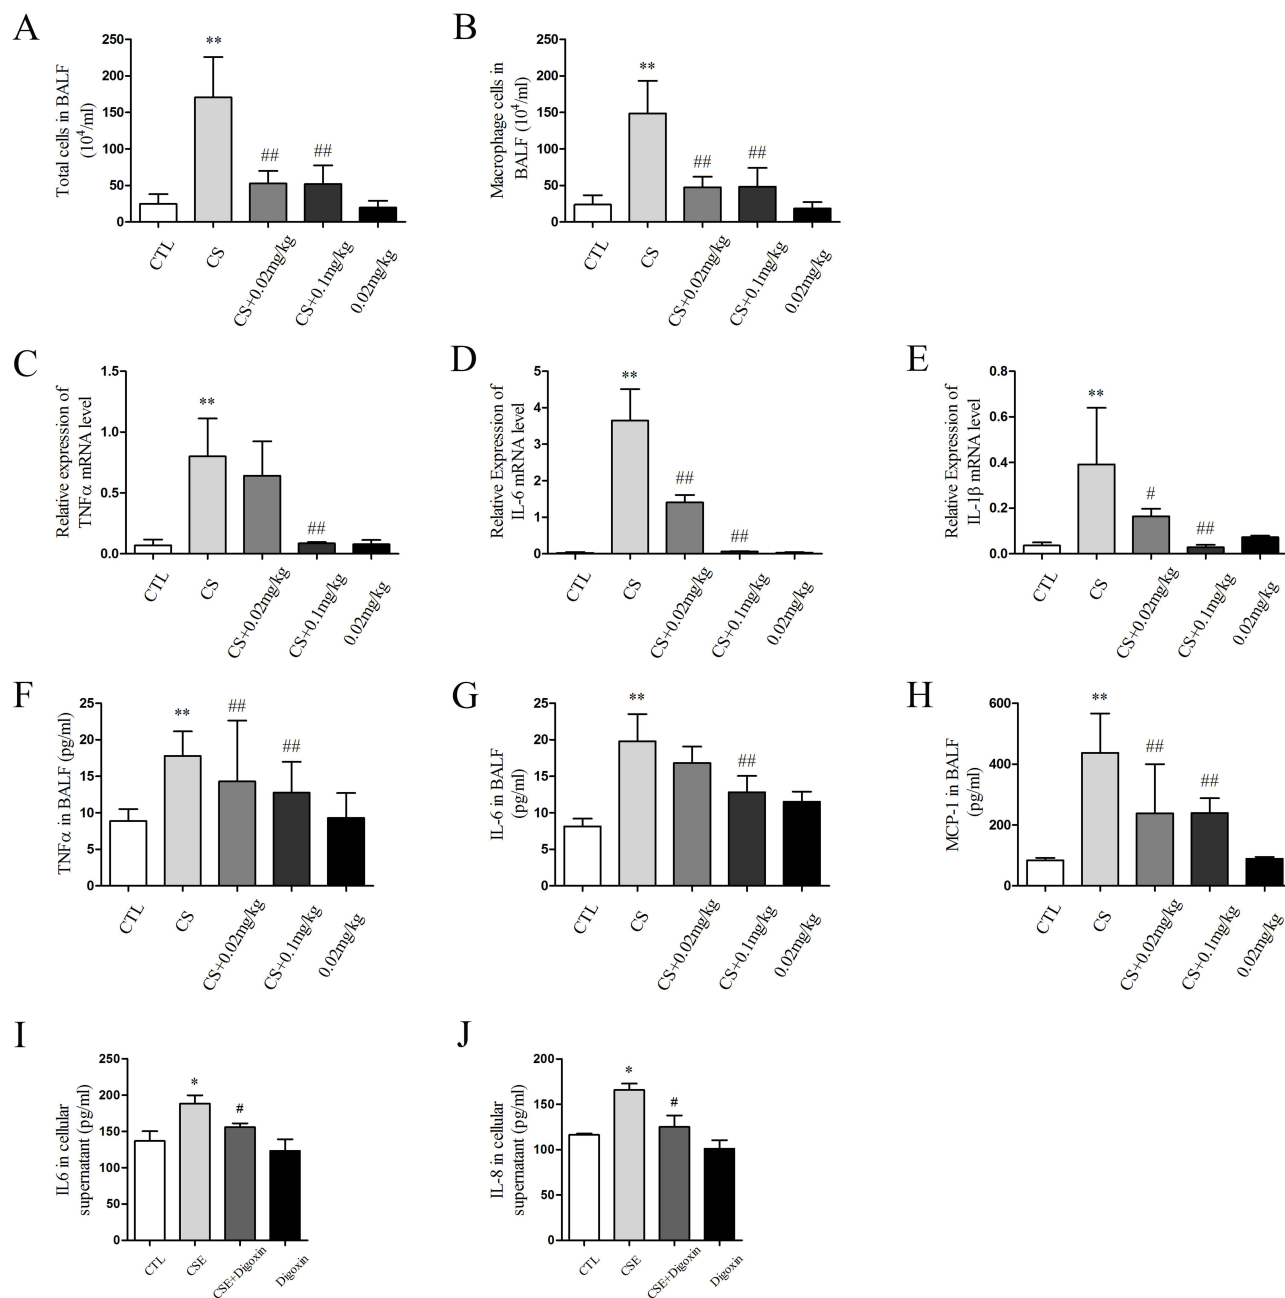 A
Total cells in BALF
(10⁴/ml)
250
200
150
100
50
0
**
##
##
CTL
CS
CS+0.02mg/kg
CS+0.1mg/kg
0.02mg/kg
B
Macrophage cells in
BALF (10⁴/ml)
250
200
150
100
50
0
**
##
##
CTL
CS
CS+0.02mg/kg
CS+0.1mg/kg
0.02mg/kg
C
Relative expression of
TNFα mRNA level
1.5
1.0
0.5
0.0
**
##
CTL
CS
CS+0.02mg/kg
CS+0.1mg/kg
0.02mg/kg
D
Relative Expression of
IL-6 mRNA level
5
4
3
2
1
0
**
##
##
CTL
CS
CS+0.02mg/kg
CS+0.1mg/kg
0.02mg/kg
E
Relative Expression of
IL-1β mRNA level
0.8
0.6
0.4
0.2
0.0
**
#
##
CTL
CS
CS+0.02mg/kg
CS+0.1mg/kg
0.02mg/kg
F
TNFα in BALF (pg/ml)
25
20
15
10
5
0
**
##
##
CTL
CS
CS+0.02mg/kg
CS+0.1mg/kg
0.02mg/kg
G
IL-6 in BALF
(pg/ml)
25
20
15
10
5
0
**
##
CTL
CS
CS+0.02mg/kg
CS+0.1mg/kg
0.02mg/kg
H
MCP-1 in BALF
(pg/ml)
600
400
200
0
**
##
##
CTL
CS
CS+0.02mg/kg
CS+0.1mg/kg
0.02mg/kg
I
IL6 in cellular
supernatant (pg/ml)
250
200
150
100
50
0
*
#
CTL
CSE
CSE+Digoxin
Digoxin
J
IL-8 in cellular
supernatant (pg/ml)
200
150
100
50
0
*
#
CTL
CSE
CSE+Digoxin
Digoxin